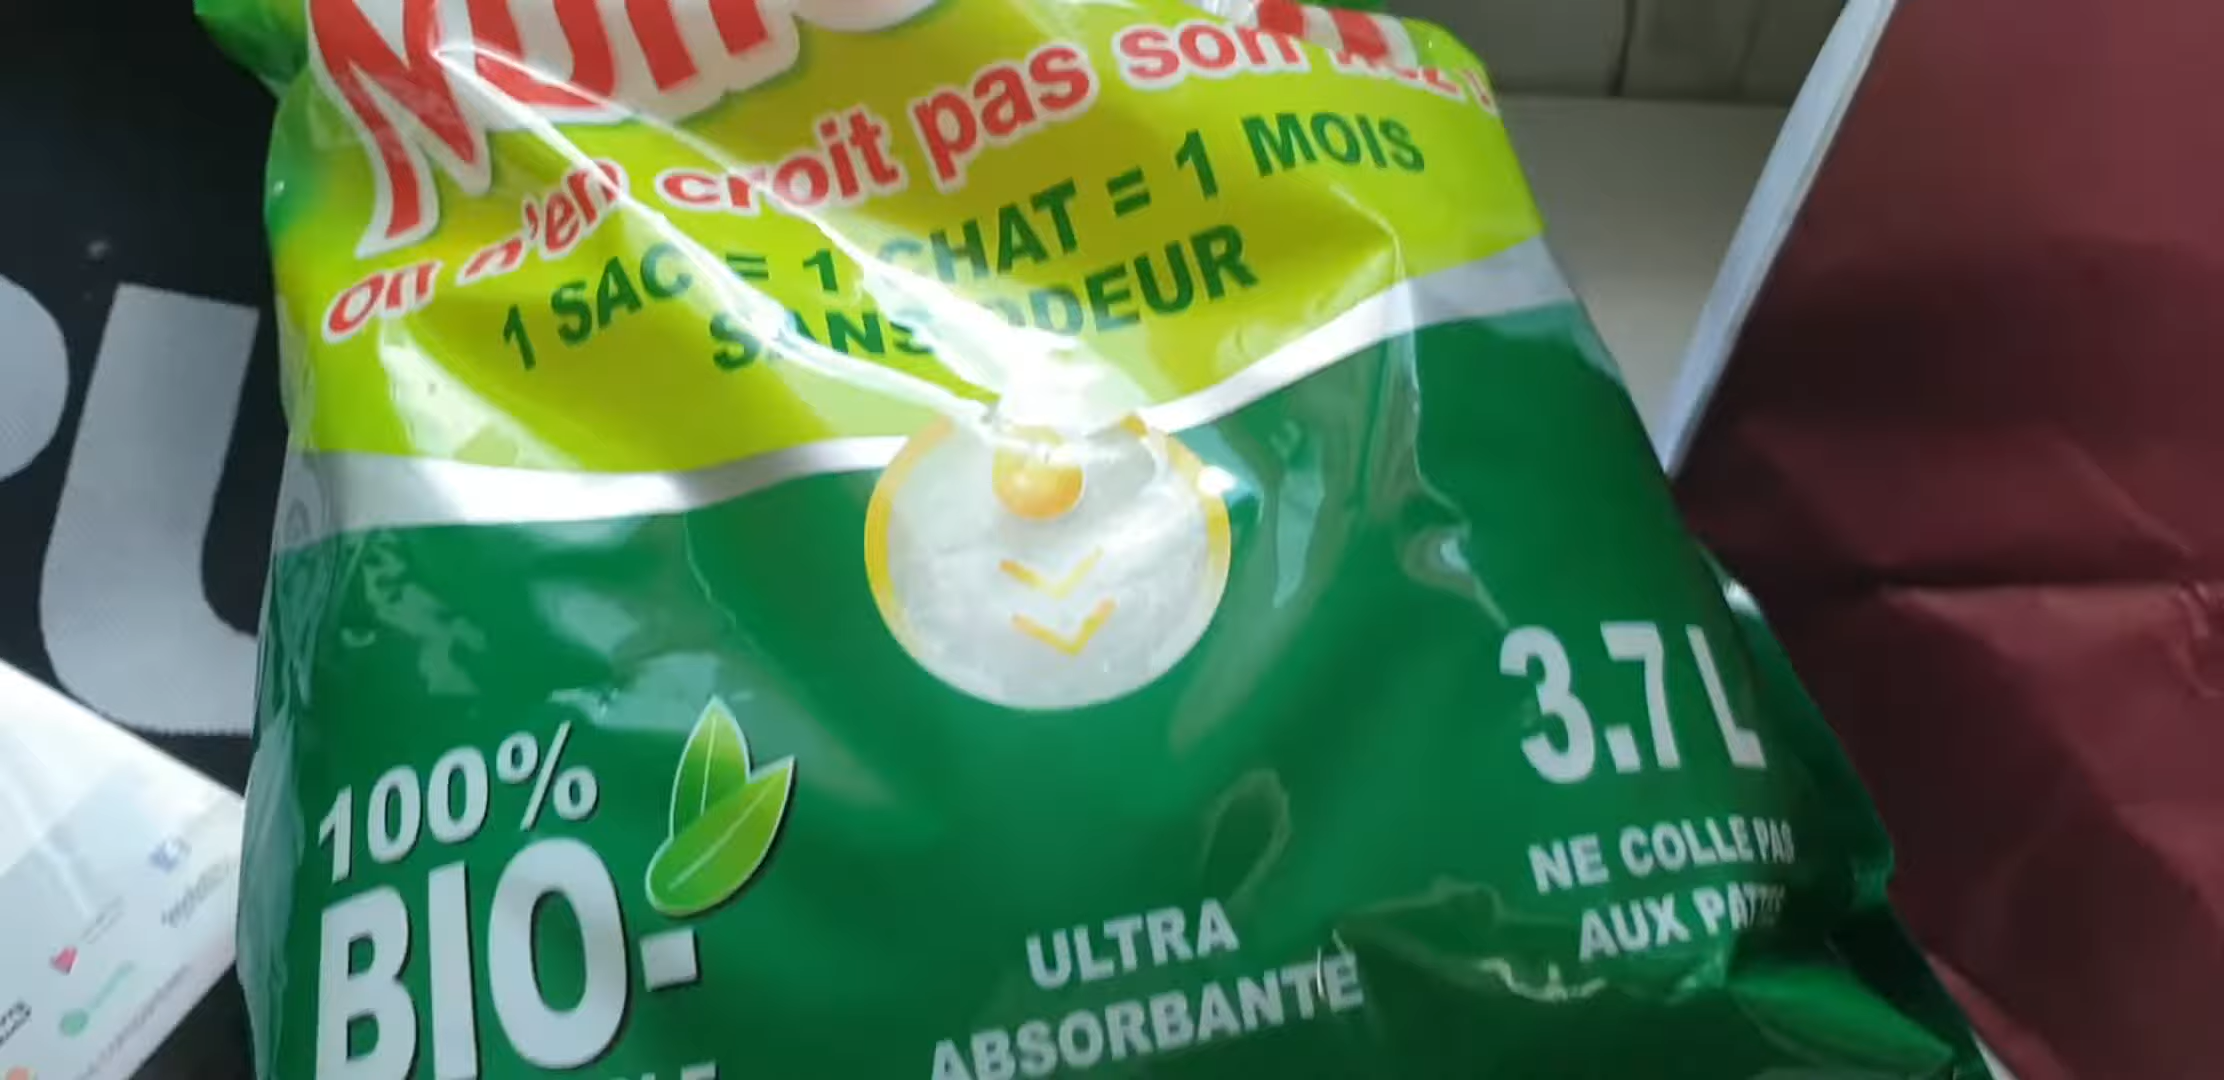 On n'en croit pas son
1 SAC = 1 CHAT = 1 MOIS
SANS ODEUR
3.7 L
100%
BIO-
NE COLLE PAS
AUX
ULTRA
ABSORBANTE